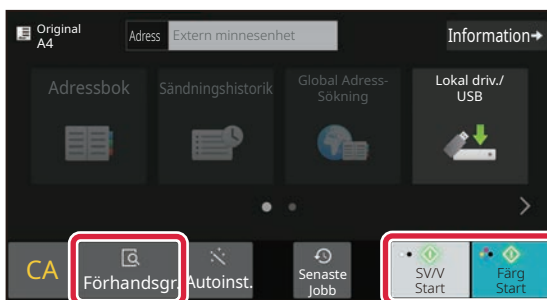 Original
A4
Adress
Extern minnesenhet
Information
Adressbok
Sändningshistorik
Global Adress-
Sökning
Lokal driv./
USB
CA
Förhandsgr.
Autoinst.
Senaste
Jobb
SV/V
Start
Färg
Start